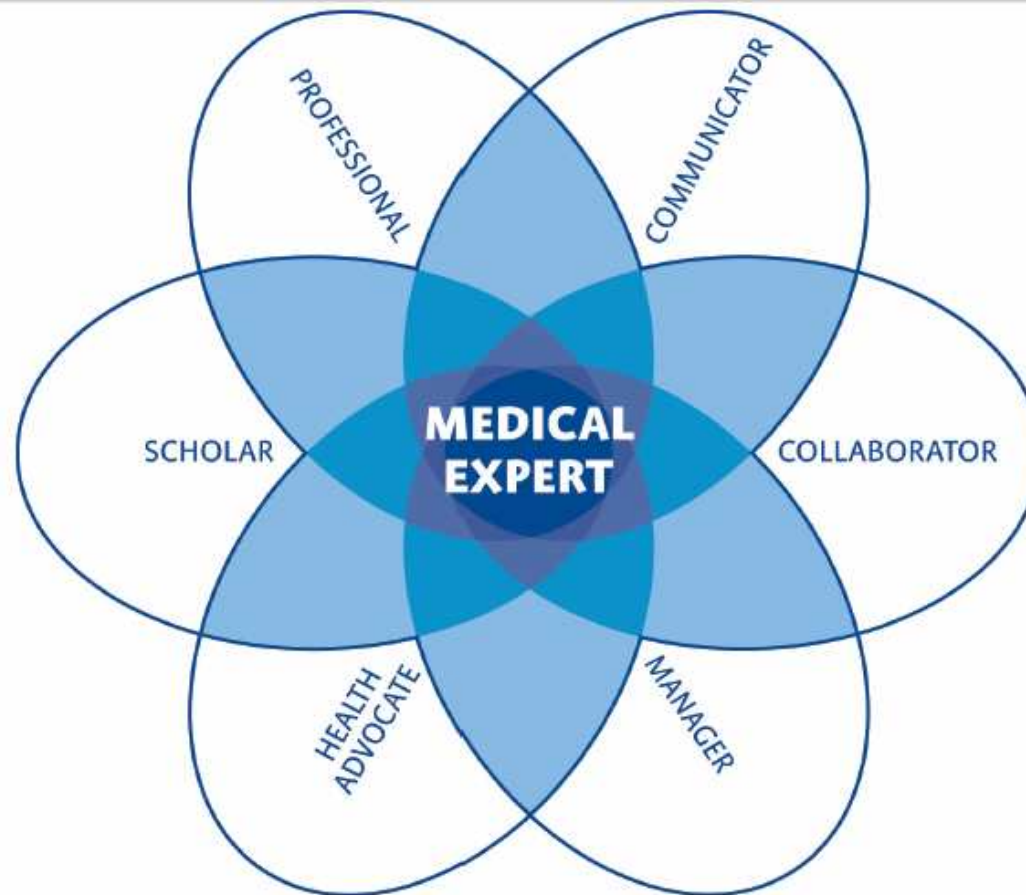 PROFESSIONAL
COMMUNICATOR
SCHOLAR
MEDICAL
EXPERT
COLLABORATOR
HEALTH
ADVOCATE
MANAGER